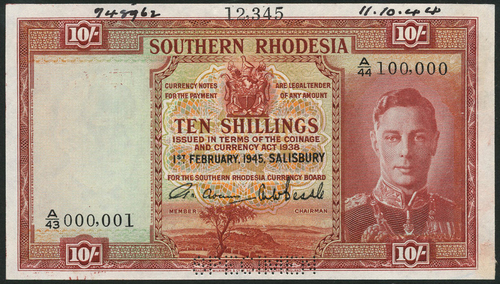 748962 12,345 11.10.44
10/- SOUTHERN RHODESIA 10/-
A/44 100,000
CURRENCY NOTES ARE LEGAL TENDER
FOR THE PAYMENT OF ANY AMOUNT
TEN SHILLINGS
ISSUED IN TERMS OF THE COINAGE
AND CURRENCY ACT 1938
1ST FEBRUARY, 1945, SALISBURY
FOR THE SOUTHERN RHODESIA CURRENCY BOARD
A/43 000,001
MEMBER CHAIRMAN
10/- SPECIMEN 10/-